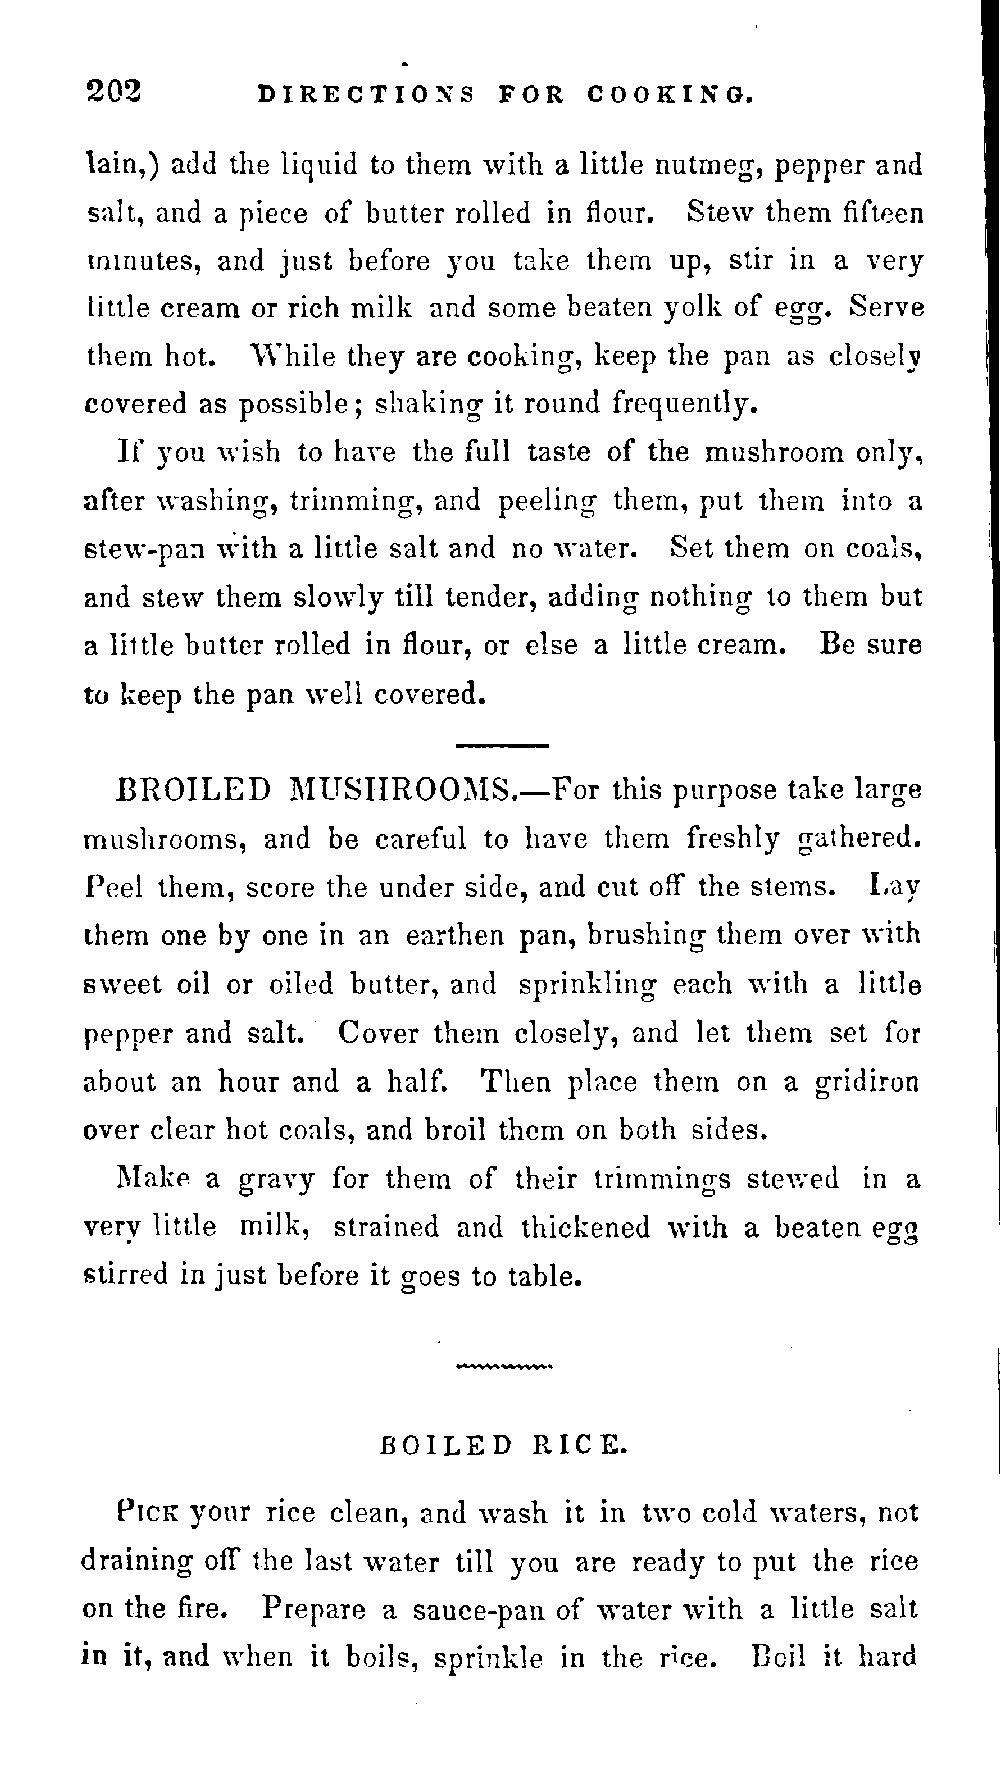 202 DIRECTIONS FOR COOKING.
lain,) add the liquid to them with a little nutmeg, pepper and
salt, and a piece of butter rolled in flour. Stew them fifteen
minutes, and just before you take them up, stir in a very
little cream or rich milk and some beaten yolk of egg. Serve
them hot. While they are cooking, keep the pan as closely
covered as possible; shaking it round frequently.
If you wish to have the full taste of the mushroom only,
after washing, trimming, and peeling them, put them into a
stew-pan with a little salt and no water. Set them on coals,
and stew them slowly till tender, adding nothing to them but
a little butter rolled in flour, or else a little cream. Be sure
to keep the pan well covered.
BROILED MUSHROOMS.—For this purpose take large
mushrooms, and be careful to have them freshly gathered.
Peel them, score the under side, and cut off the stems. Lay
them one by one in an earthen pan, brushing them over with
sweet oil or oiled butter, and sprinkling each with a little
pepper and salt. Cover them closely, and let them set for
about an hour and a half. Then place them on a gridiron
over clear hot coals, and broil them on both sides.
Make a gravy for them of their trimmings stewed in a
very little milk, strained and thickened with a beaten egg
stirred in just before it goes to table.
BOILED RICE.
PICK your rice clean, and wash it in two cold waters, not
draining off the last water till you are ready to put the rice
on the fire. Prepare a sauce-pan of water with a little salt
in it, and when it boils, sprinkle in the rice. Boil it hard